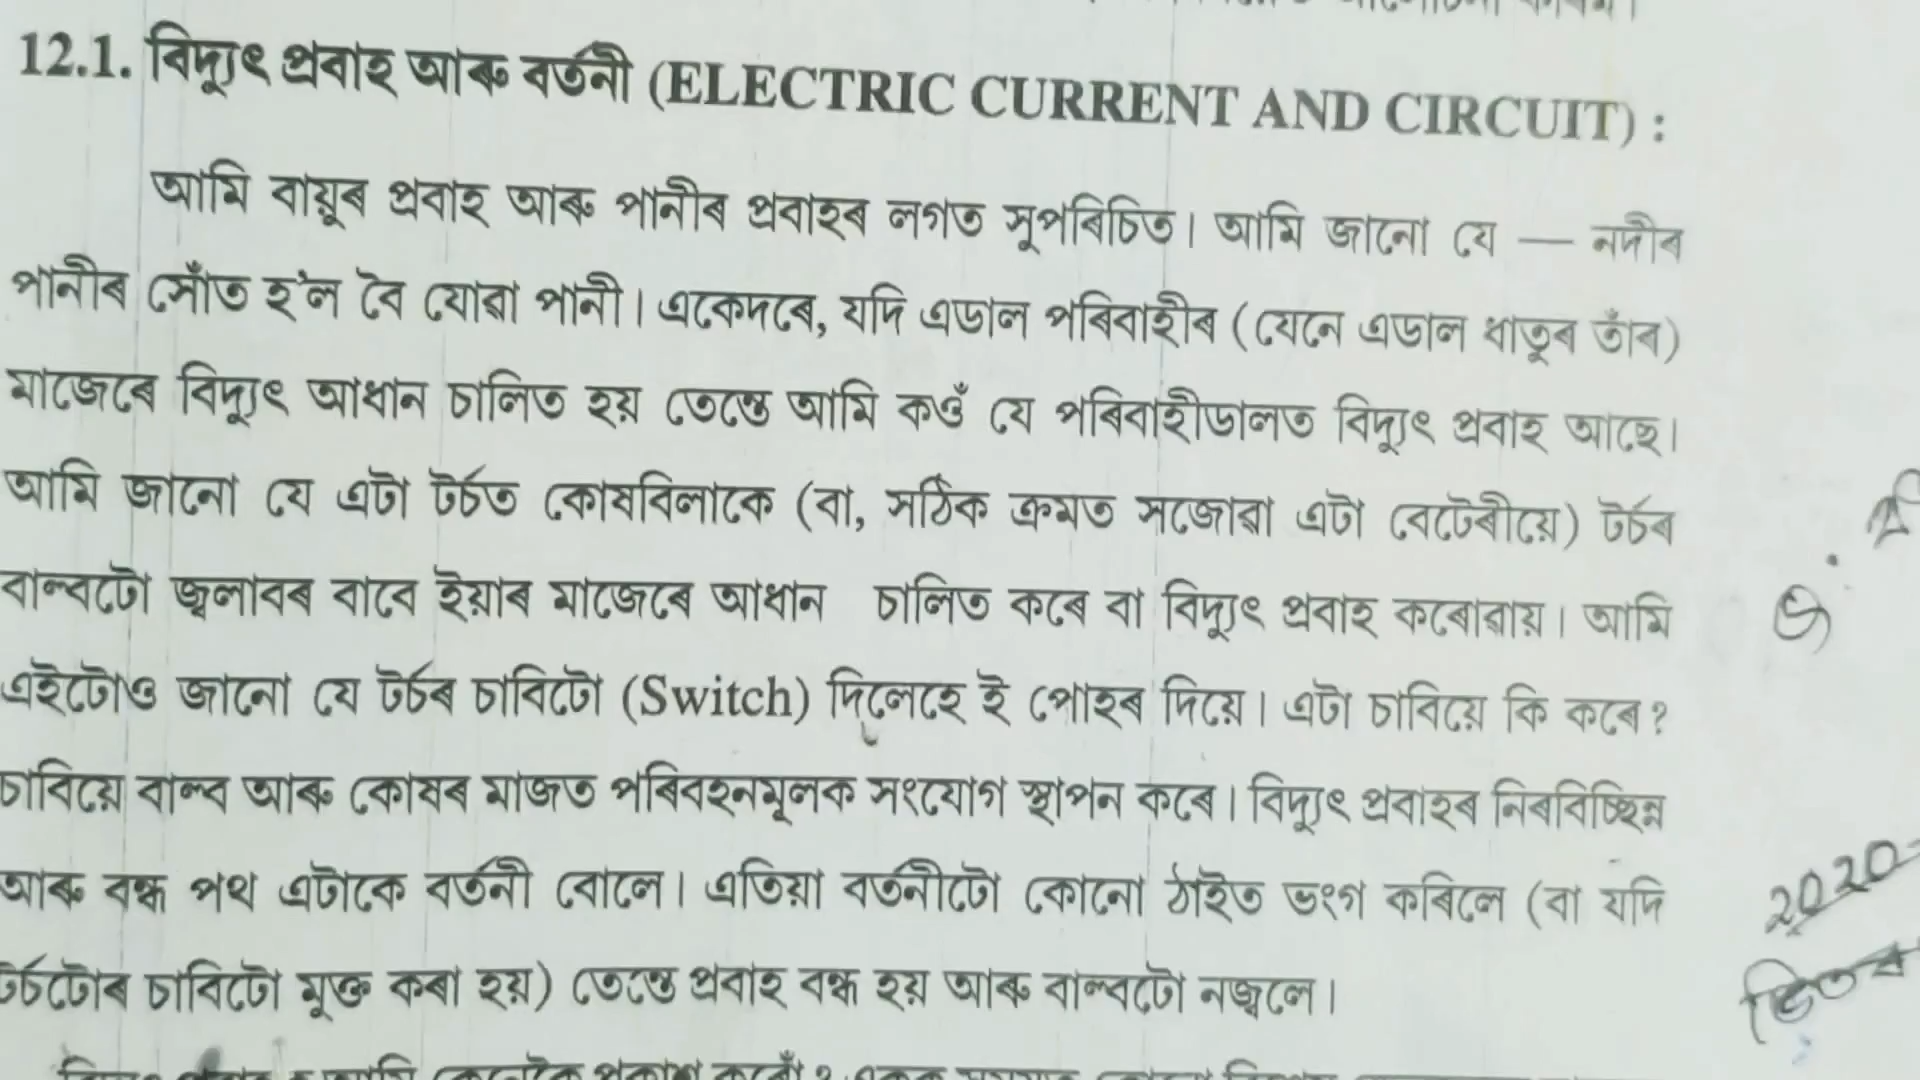 12.1. বিদ্যুৎ প্ৰবাহ আৰু বৰ্তনী (ELECTRIC CURRENT AND CIRCUIT) :
আমি বায়ুৰ প্ৰবাহ আৰু পানীৰ প্ৰবাহৰ লগত সুপৰিচিত। আমি জানো যে — নদীৰ
পানীৰ সোঁত হ'ল বৈ যোৱা পানী। একেদৰে, যদি এডাল পৰিবাহীৰ (যেনে এডাল ধাতুৰ তাঁৰ)
মাজেৰে বিদ্যুৎ আধান চালিত হয় তেন্তে আমি কওঁ যে পৰিবাহীডালত বিদ্যুৎ প্ৰবাহ আছে।
আমি জানো যে এটা টৰ্চত কোষবিলাকে (বা, সঠিক ক্ৰমত সজোৱা এটা বেটেৰীয়ে) টৰ্চৰ
বাল্বটো জ্বলাবৰ বাবে ইয়াৰ মাজেৰে আধান চালিত কৰে বা বিদ্যুৎ প্ৰবাহ কৰোৱায়। আমি
এইটোও জানো যে টৰ্চৰ চাবিটো (Switch) দিলেহে ই পোহৰ দিয়ে। এটা চাবিয়ে কি কৰে?
চাবিয়ে বাল্ব আৰু কোষৰ মাজত পৰিবহনমূলক সংযোগ স্থাপন কৰে। বিদ্যুৎ প্ৰবাহৰ নিৰবিচ্ছিন্ন
আৰু বন্ধ পথ এটাকে বৰ্তনী বোলে। এতিয়া বৰ্তনীটো কোনো ঠাইত ভংগ কৰিলে (বা যদি
টৰ্চটোৰ চাবিটো মুক্ত কৰা হয়) তেন্তে প্ৰবাহ বন্ধ হয় আৰু বাল্বটো নজ্বলে।
2020